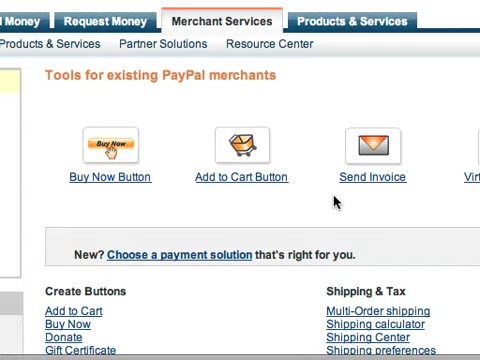 l Money Request Money Merchant Services Products & Services
Products & Services Partner Solutions Resource Center
Tools for existing PayPal merchants
Buy Now
Buy Now Button Add to Cart Button Send Invoice Virt
New? Choose a payment solution that's right for you.
Create Buttons Shipping & Tax
Add to Cart Multi-Order shipping
Buy Now Shipping calculator
Donate Shipping Center
Gift Certificate Shipping preferences